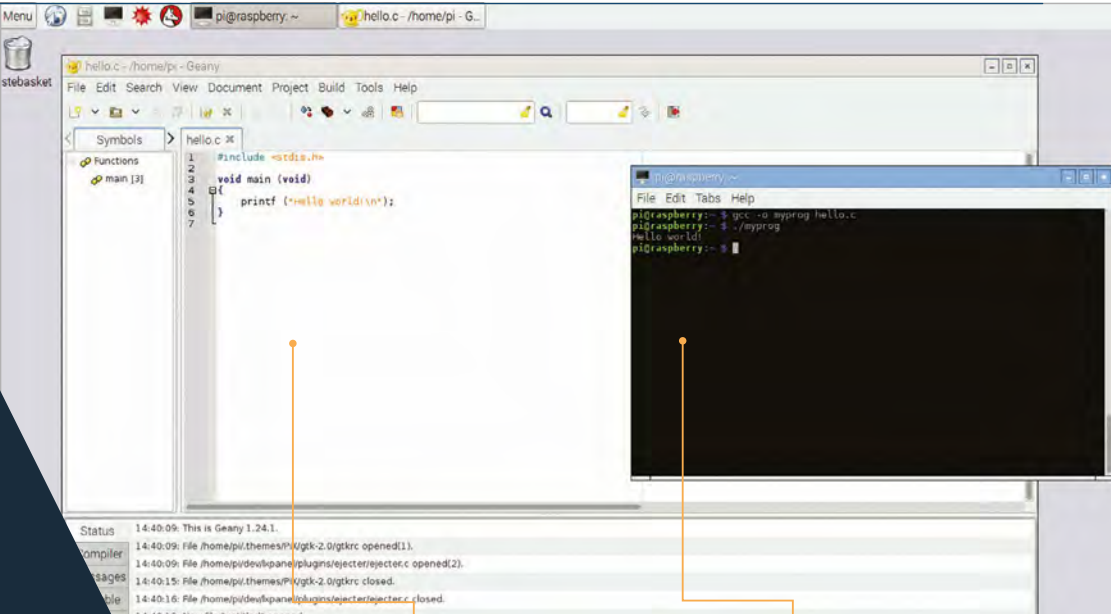 Menu pi@raspberry: ~ hello.c - /home/pi - G...
stebasket
hello.c - /home/pi - Geany
File Edit Search View Document Project Build Tools Help
Symbols hello.c
Functions
main [3]
1 #include <stdio.h>
2
3 void main (void)
4 {
5 printf ("Hello world!\n");
6 }
7
pi@raspberry: ~
File Edit Tabs Help
pi@raspberry:~ $ gcc -o myprog hello.c
pi@raspberry:~ $ ./myprog
Hello world!
pi@raspberry:~ $
Status 14:40:09: This is Geany 1.24.1.
ompiler 14:40:09: File /home/pi/.themes/PiX/gtk-2.0/gtkrc opened(1).
14:40:09: File /home/pi/dev/lxpanel/plugins/ejecter/ejecter.c opened(2).
sages 14:40:15: File /home/pi/.themes/PiX/gtk-2.0/gtkrc closed.
ble 14:40:16: File /home/pi/dev/lxpanel/plugins/ejecter/ejecter.c closed.